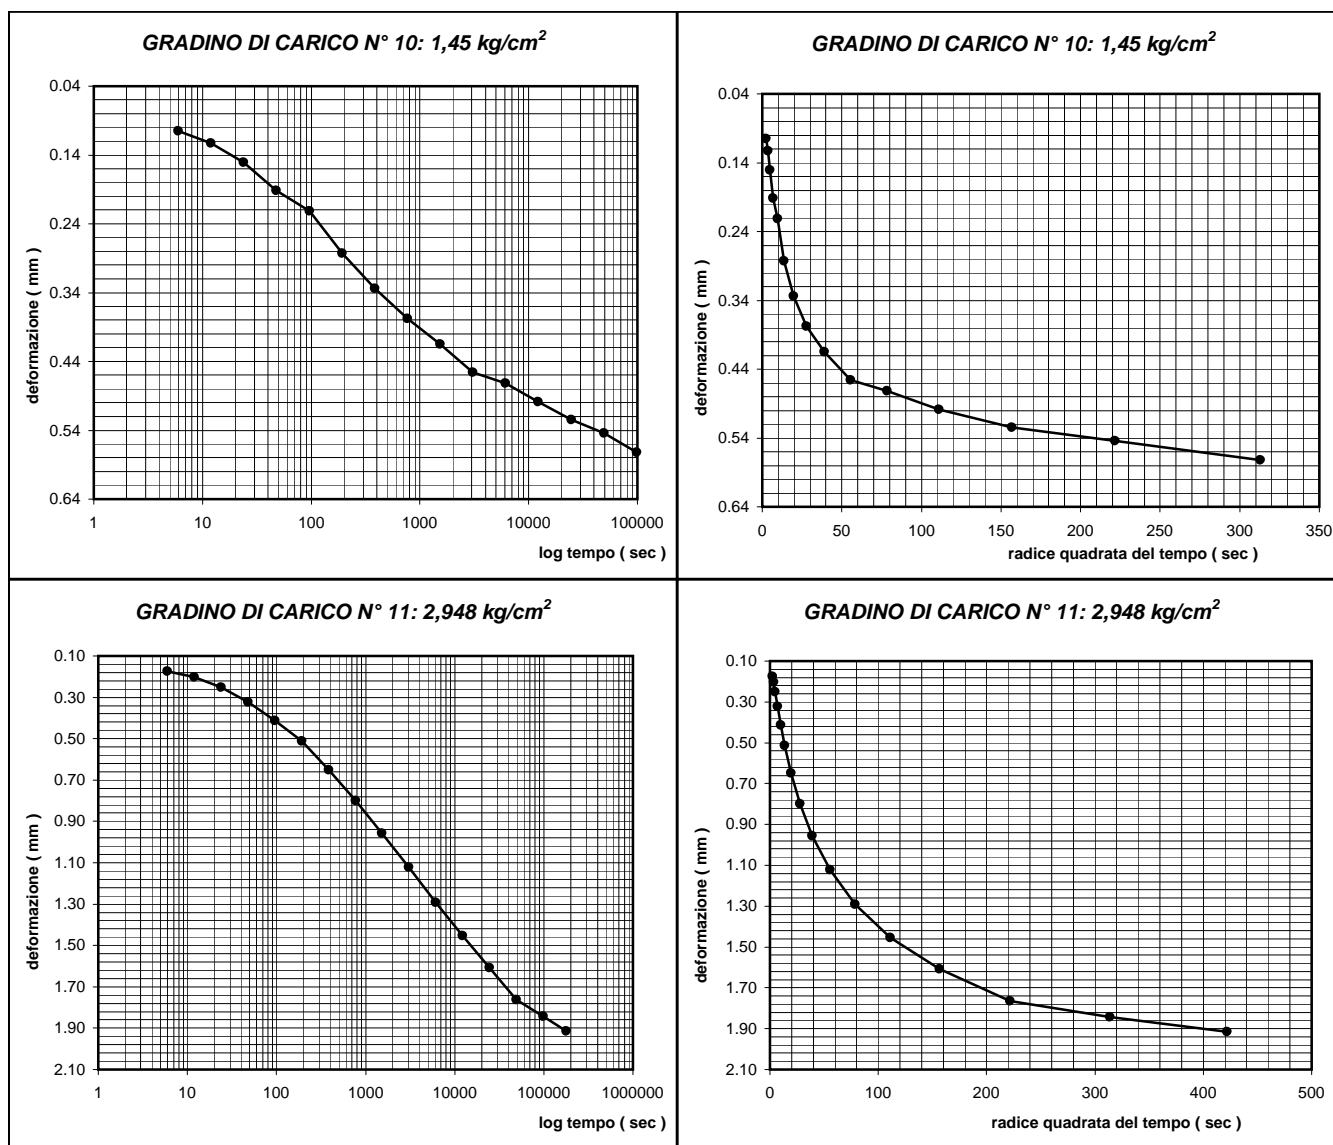 GRADINO DI CARICO N° 10: 1,45 kg/cm²
0.04
0.14
0.24
0.34
0.44
0.54
0.64
deformazione ( mm )
1 10 100 1000 10000 100000
log tempo ( sec )
GRADINO DI CARICO N° 10: 1,45 kg/cm²
0.04
0.14
0.24
0.34
0.44
0.54
0.64
deformazione ( mm )
0 50 100 150 200 250 300 350
radice quadrata del tempo ( sec )
GRADINO DI CARICO N° 11: 2,948 kg/cm²
0.10
0.30
0.50
0.70
0.90
1.10
1.30
1.50
1.70
1.90
2.10
deformazione ( mm )
1 10 100 1000 10000 100000 1000000
log tempo ( sec )
GRADINO DI CARICO N° 11: 2,948 kg/cm²
0.10
0.30
0.50
0.70
0.90
1.10
1.30
1.50
1.70
1.90
2.10
deformazione ( mm )
0 100 200 300 400 500
radice quadrata del tempo ( sec )